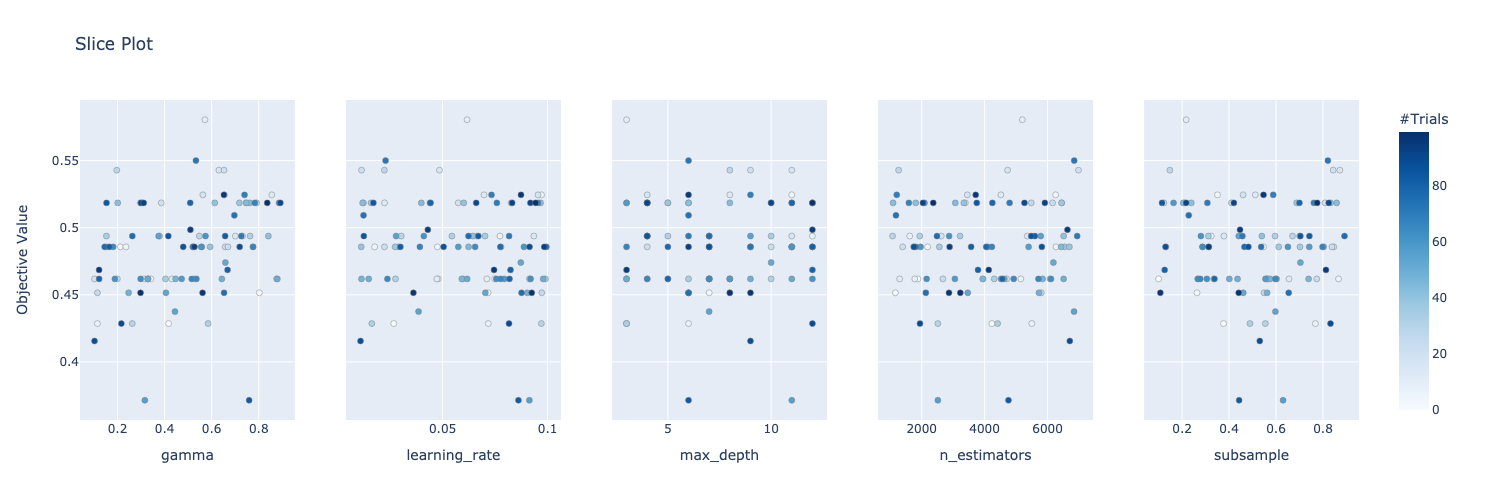 Slice Plot
#Trials
Objective Value
0.55
0.5
0.45
0.4
80
60
40
20
0
0.2 0.4 0.6 0.8
0.05 0.1
5 10
2000 4000 6000
0.2 0.4 0.6 0.8
gamma
learning_rate
max_depth
n_estimators
subsample